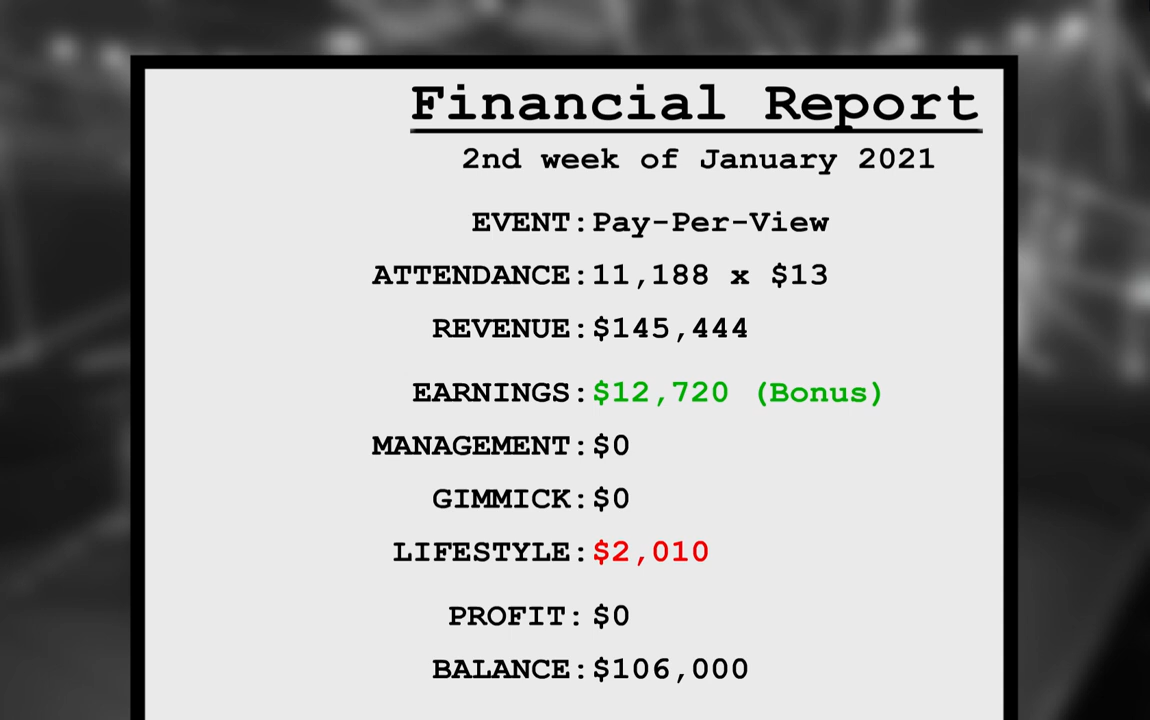 Financial Report
2nd week of January 2021
EVENT: Pay-Per-View
ATTENDANCE: 11,188 x $13
REVENUE: $145,444
EARNINGS: $12,720 (Bonus)
MANAGEMENT: $0
GIMMICK: $0
LIFESTYLE: $2,010
PROFIT: $0
BALANCE: $106,000